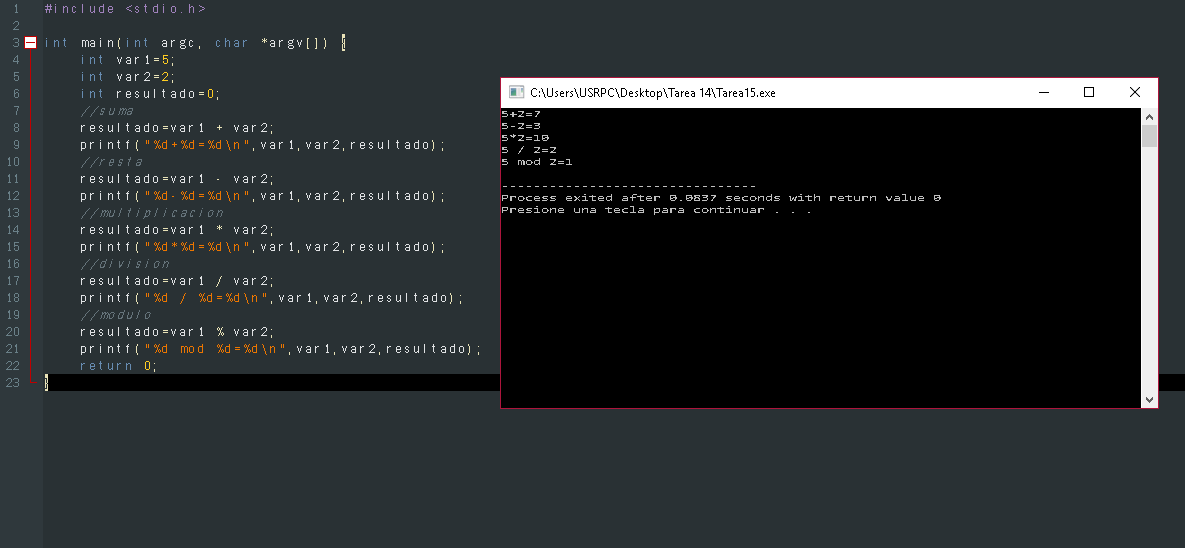 1 #include <stdio.h>
2
3 int main(int argc, char *argv[]) {
4 int var1=5;
5 int var2=2;
6 int resultado=0;
7 //suma
8 resultado=var1 + var2;
9 printf("%d+%d=%d\n",var1,var2,resultado);
10 //resta
11 resultado=var1 - var2;
12 printf("%d-%d=%d\n",var1,var2,resultado);
13 //multiplicacion
14 resultado=var1 * var2;
15 printf("%d*%d=%d\n",var1,var2,resultado);
16 //division
17 resultado=var1 / var2;
18 printf("%d / %d=%d\n",var1,var2,resultado);
19 //modulo
20 resultado=var1 % var2;
21 printf("%d mod %d=%d\n",var1,var2,resultado);
22 return 0;
23 }
C:\Users\USRPC\Desktop\Tarea 14\Tarea15.exe
5+2=7
5-2=3
5*2=10
5 / 2=2
5 mod 2=1
--------------------------------
Process exited after 0.0837 seconds with return value 0
Presione una tecla para continuar . . .